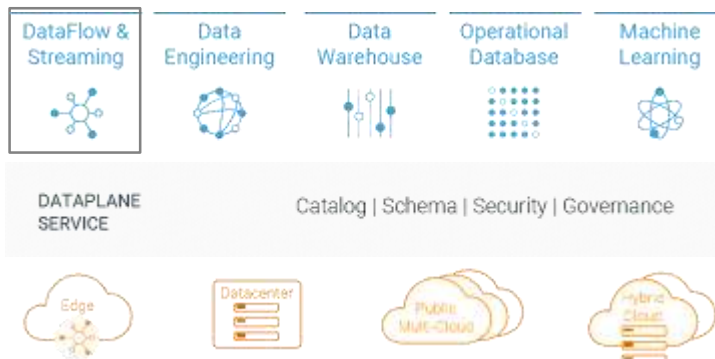 DataFlow &
Streaming
Data
Engineering
Data
Warehouse
Operational
Database
Machine
Learning
DATAPLANE
SERVICE
Catalog | Schema | Security | Governance
Edge
Datacenter
Public
Multi-Cloud
Hybrid
Cloud